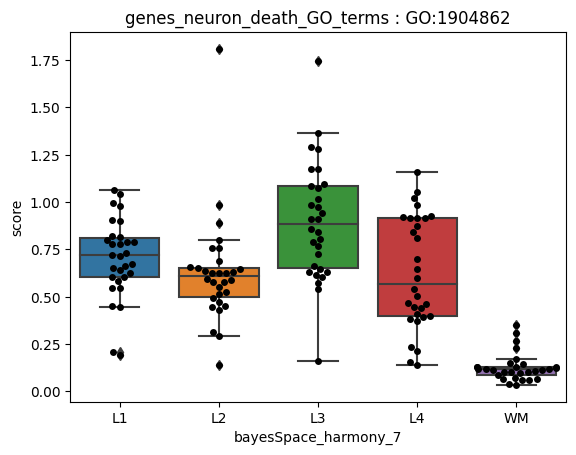 genes_neuron_death_GO_terms : GO:1904862
score
1.75
1.50
1.25
1.00
0.75
0.50
0.25
0.00
L1 L2 L3 L4 WM
bayesSpace_harmony_7